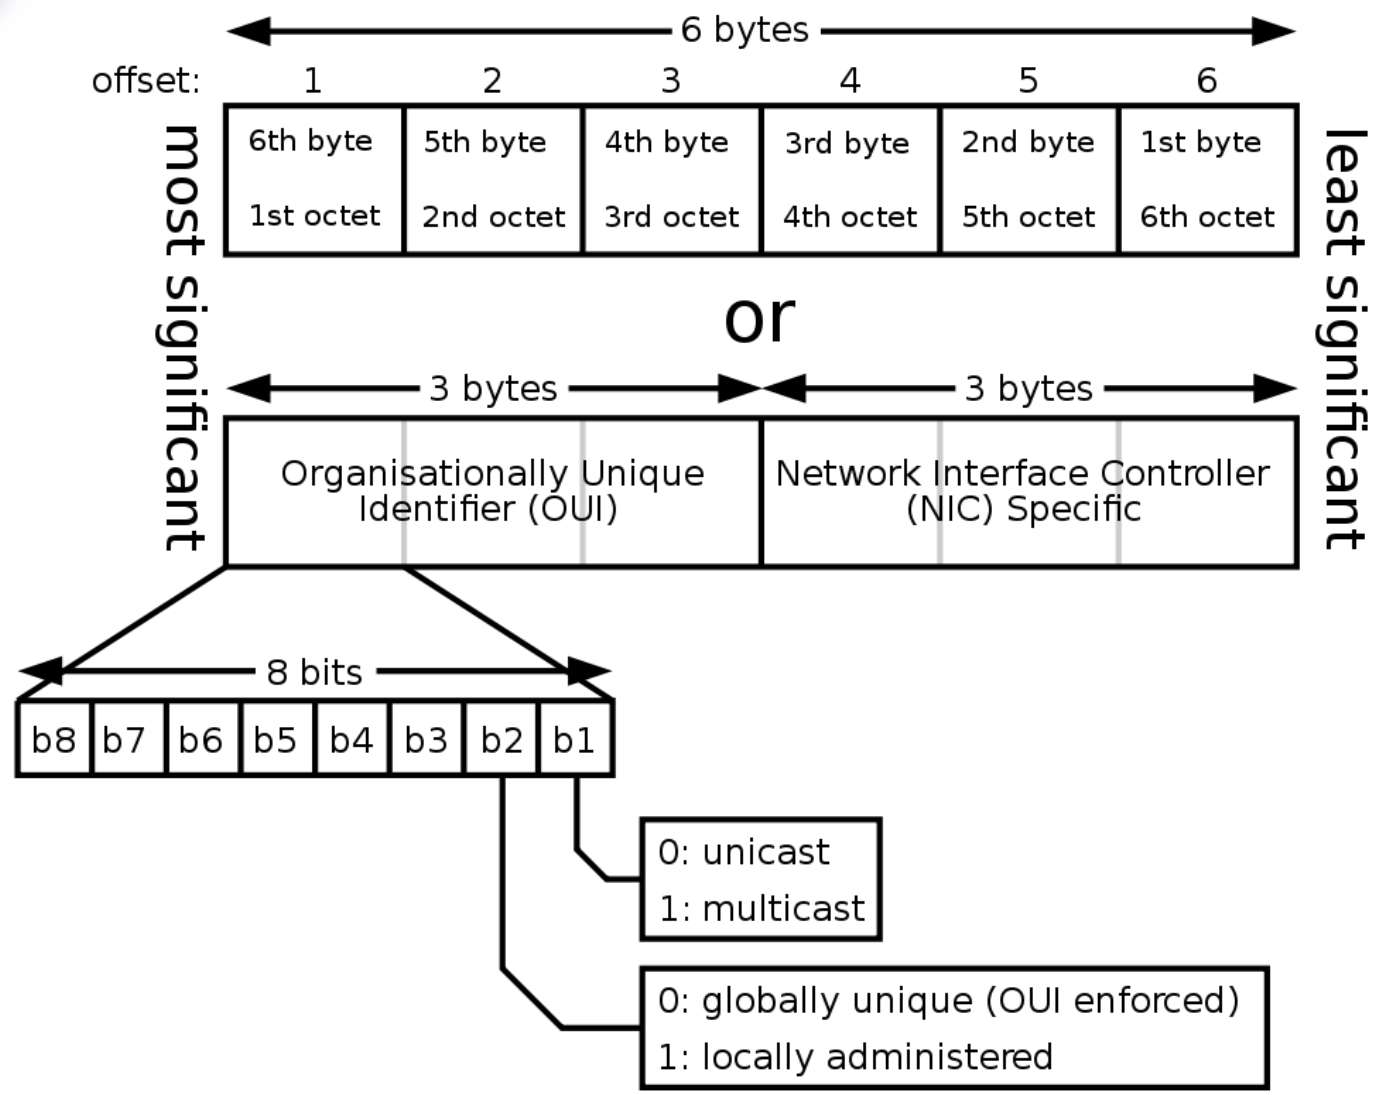 6 bytes
offset: 1 2 3 4 5 6
most significant
6th byte 5th byte 4th byte 3rd byte 2nd byte 1st byte
1st octet 2nd octet 3rd octet 4th octet 5th octet 6th octet
least significant
or
3 bytes 3 bytes
Organisationally Unique
Identifier (OUI)
Network Interface Controller
(NIC) Specific
8 bits
b8 b7 b6 b5 b4 b3 b2 b1
0: unicast
1: multicast
0: globally unique (OUI enforced)
1: locally administered